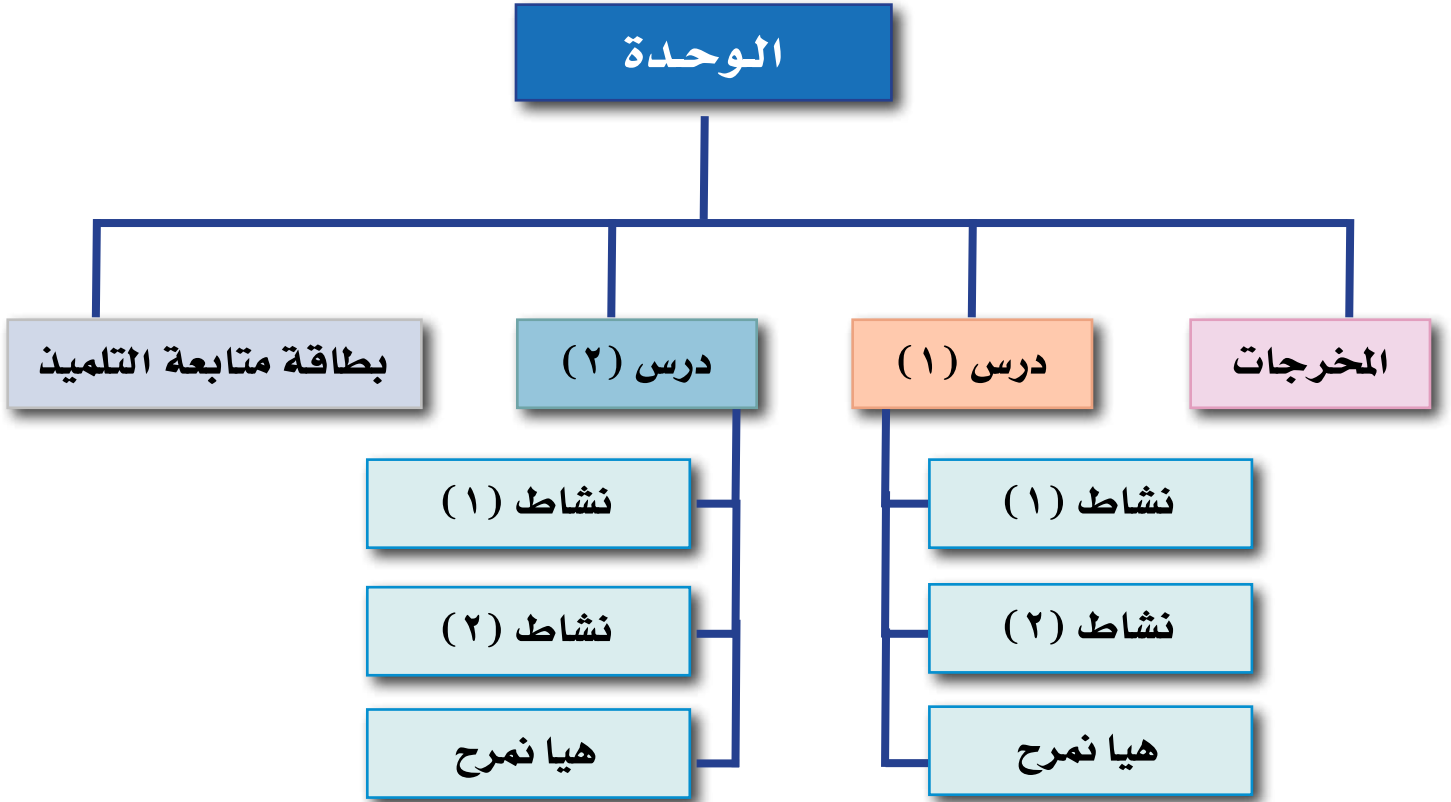 الوحدة
المخرجات
درس (١)
درس (٢)
بطاقة متابعة التلميذ
نشاط (١)
نشاط (٢)
هيا نمرح
نشاط (١)
نشاط (٢)
هيا نمرح